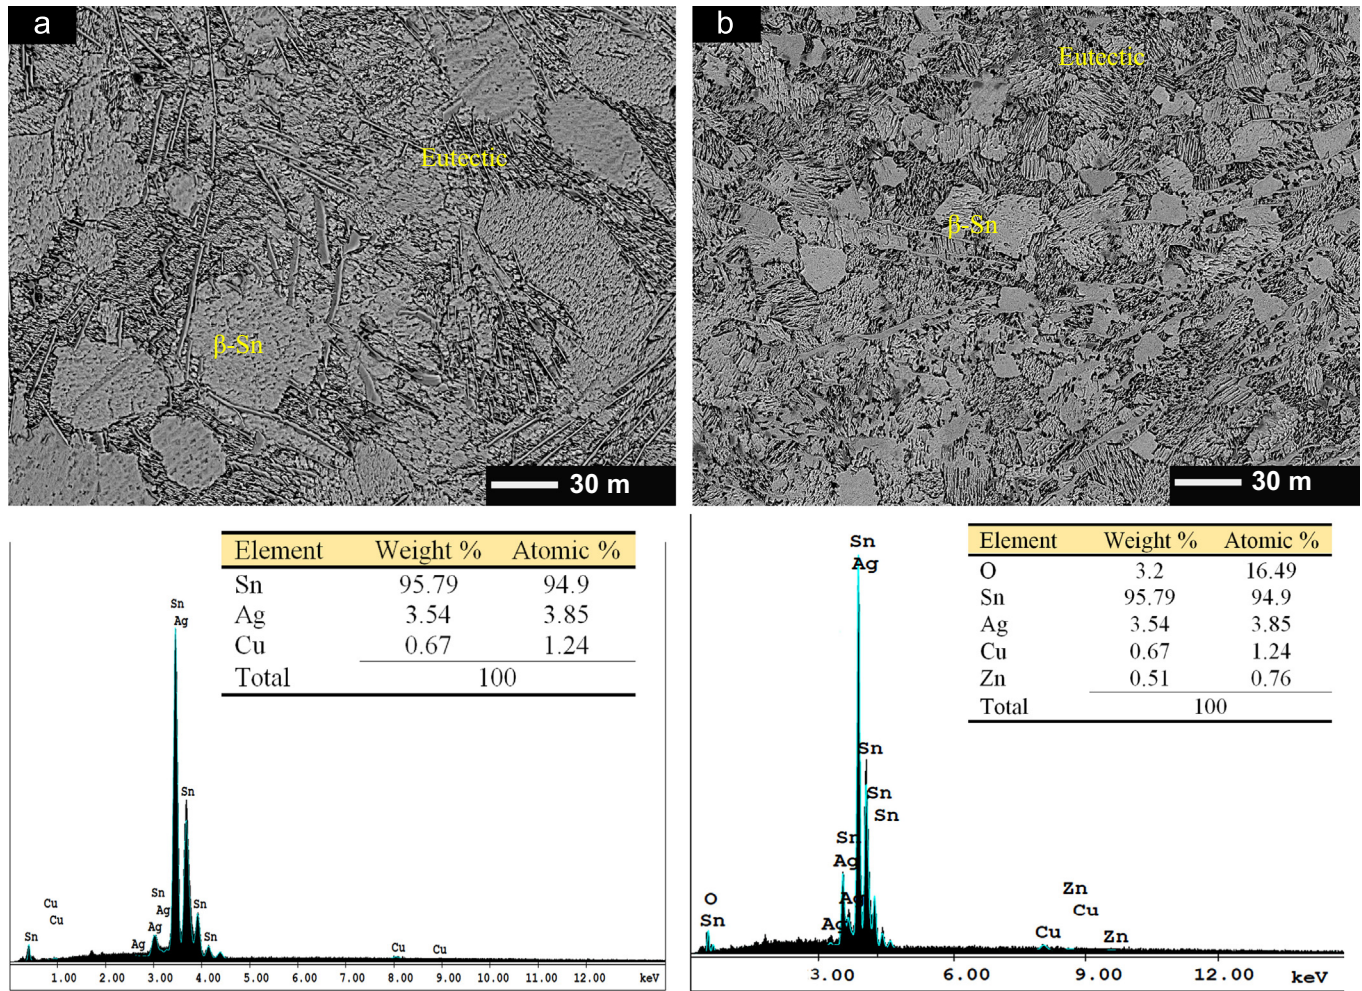 a
Eutectic
β-Sn
30 m
b
Eutectic
β-Sn
30 m
Element Weight % Atomic %
Sn 95.79 94.9
Ag 3.54 3.85
Cu 0.67 1.24
Total 100
Sn
Ag
Sn
Cu
Cu
Sn
Sn
Ag
Ag
Ag
Sn
Sn
Cu
Cu
1.00 2.00 3.00 4.00 5.00 6.00 7.00 8.00 9.00 10.00 11.00 12.00 keV
Element Weight % Atomic %
O 3.2 16.49
Sn 95.79 94.9
Ag 3.54 3.85
Cu 0.67 1.24
Zn 0.51 0.76
Total 100
Sn
Ag
Sn
Sn
Sn
Sn
Ag
Ag
Ag
O
Sn
Zn
Cu
Cu
Zn
3.00 6.00 9.00 12.00 keV